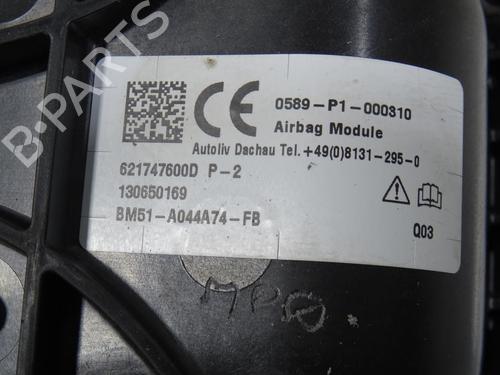 CE 0589-P1-000310
Airbag Module
Autoliv Dachau Tel.+49(0)8131-295-0
621747600D P-2
130650169
BM51-A044A74-FB
Q03